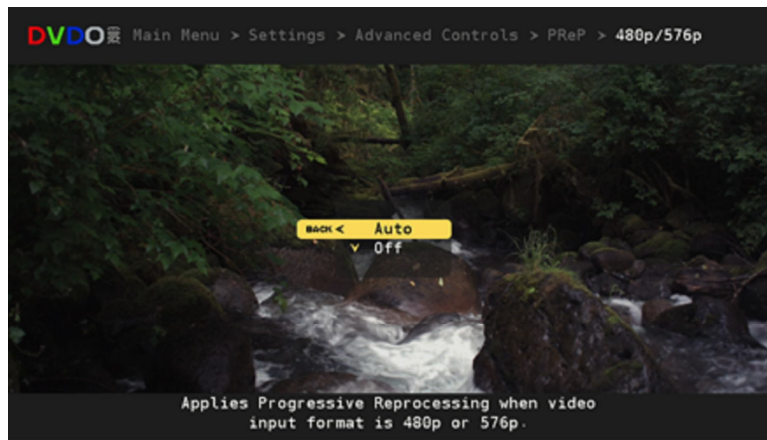 DVDO Main Menu > Settings > Advanced Controls > PReP > 480p/576p
BACK < Auto
Off
Applies Progressive Reprocessing when video
input format is 480p or 576p.